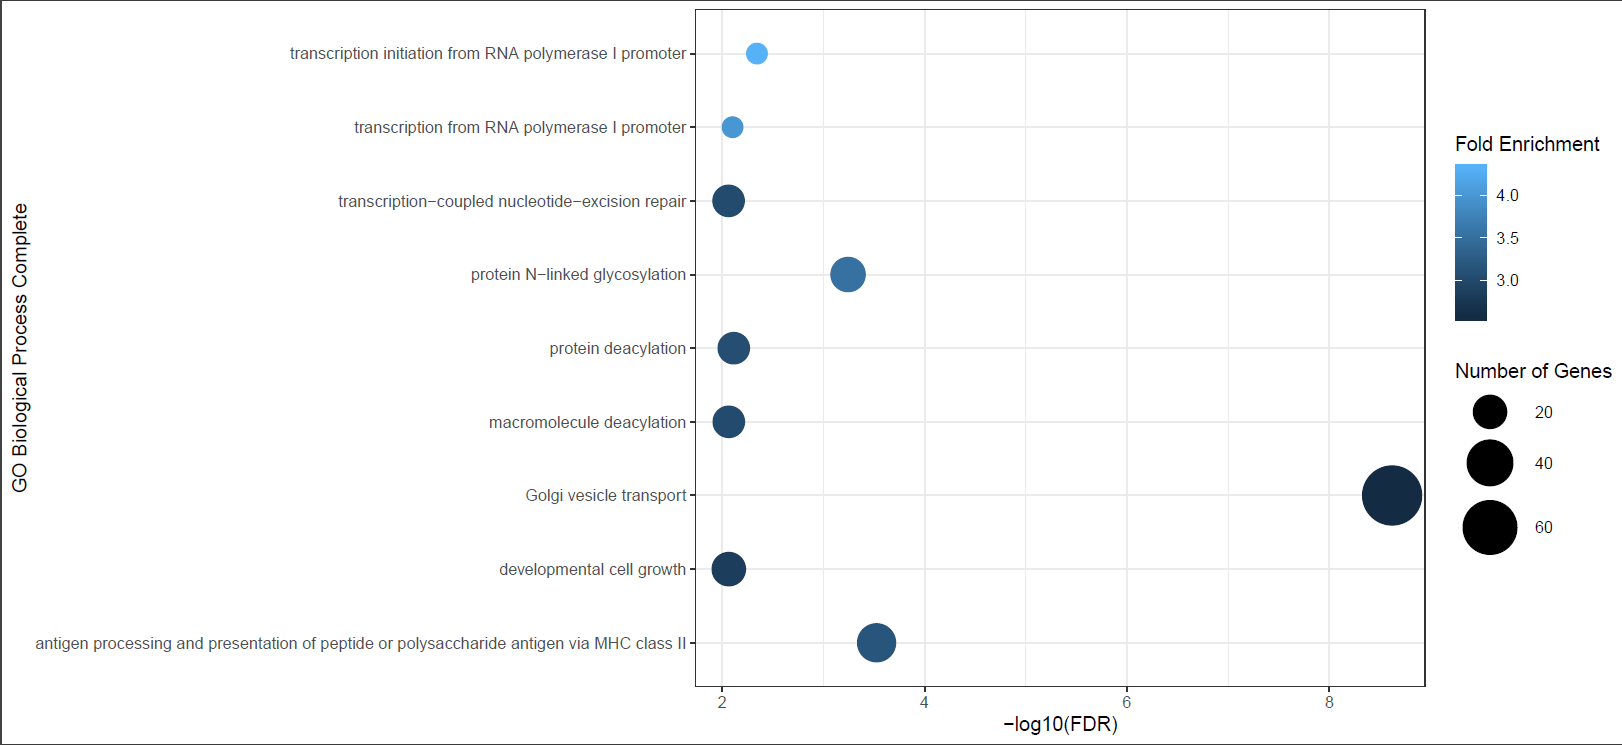 GO Biological Process Complete
transcription initiation from RNA polymerase I promoter
transcription from RNA polymerase I promoter
transcription−coupled nucleotide−excision repair
protein N−linked glycosylation
protein deacylation
macromolecule deacylation
Golgi vesicle transport
developmental cell growth
antigen processing and presentation of peptide or polysaccharide antigen via MHC class II
2 4 6 8
−log10(FDR)
Fold Enrichment
4.0
3.5
3.0
Number of Genes
20
40
60